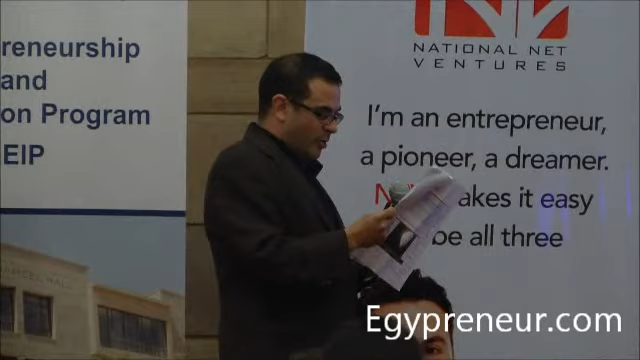 reneurship
and
on Program
EIP
NATIONAL NET
VENTURES
I'm an entrepreneur,
a pioneer, a dreamer.
akes it easy
be all three
Egypreneur.com